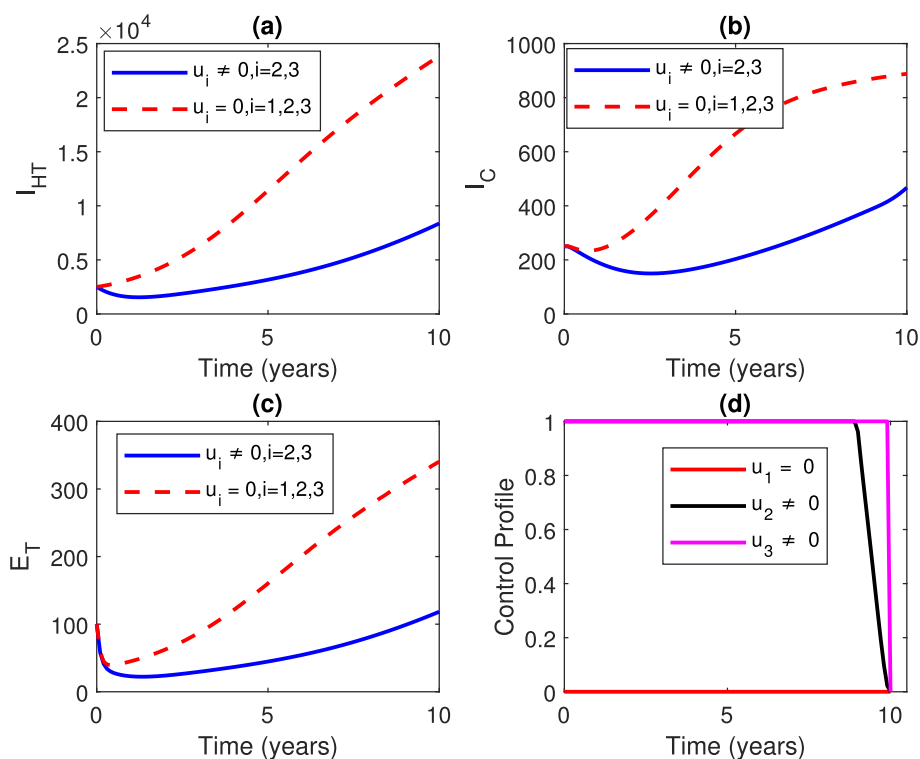 (a)
×10⁴
2.5
2
1.5
1
0.5
0
0
5
10
I_HT
Time (years)
u_i ≠ 0,i=2,3
u_i = 0,i=1,2,3
(b)
1000
800
600
400
200
0
0
5
10
I_C
Time (years)
u_i ≠ 0,i=2,3
u_i = 0,i=1,2,3
(c)
400
300
200
100
0
0
5
10
E_T
Time (years)
u_i ≠ 0,i=2,3
u_i = 0,i=1,2,3
(d)
1
0.8
0.6
0.4
0.2
0
0
5
10
Control Profile
Time (years)
u_1 = 0
u_2 ≠ 0
u_3 ≠ 0